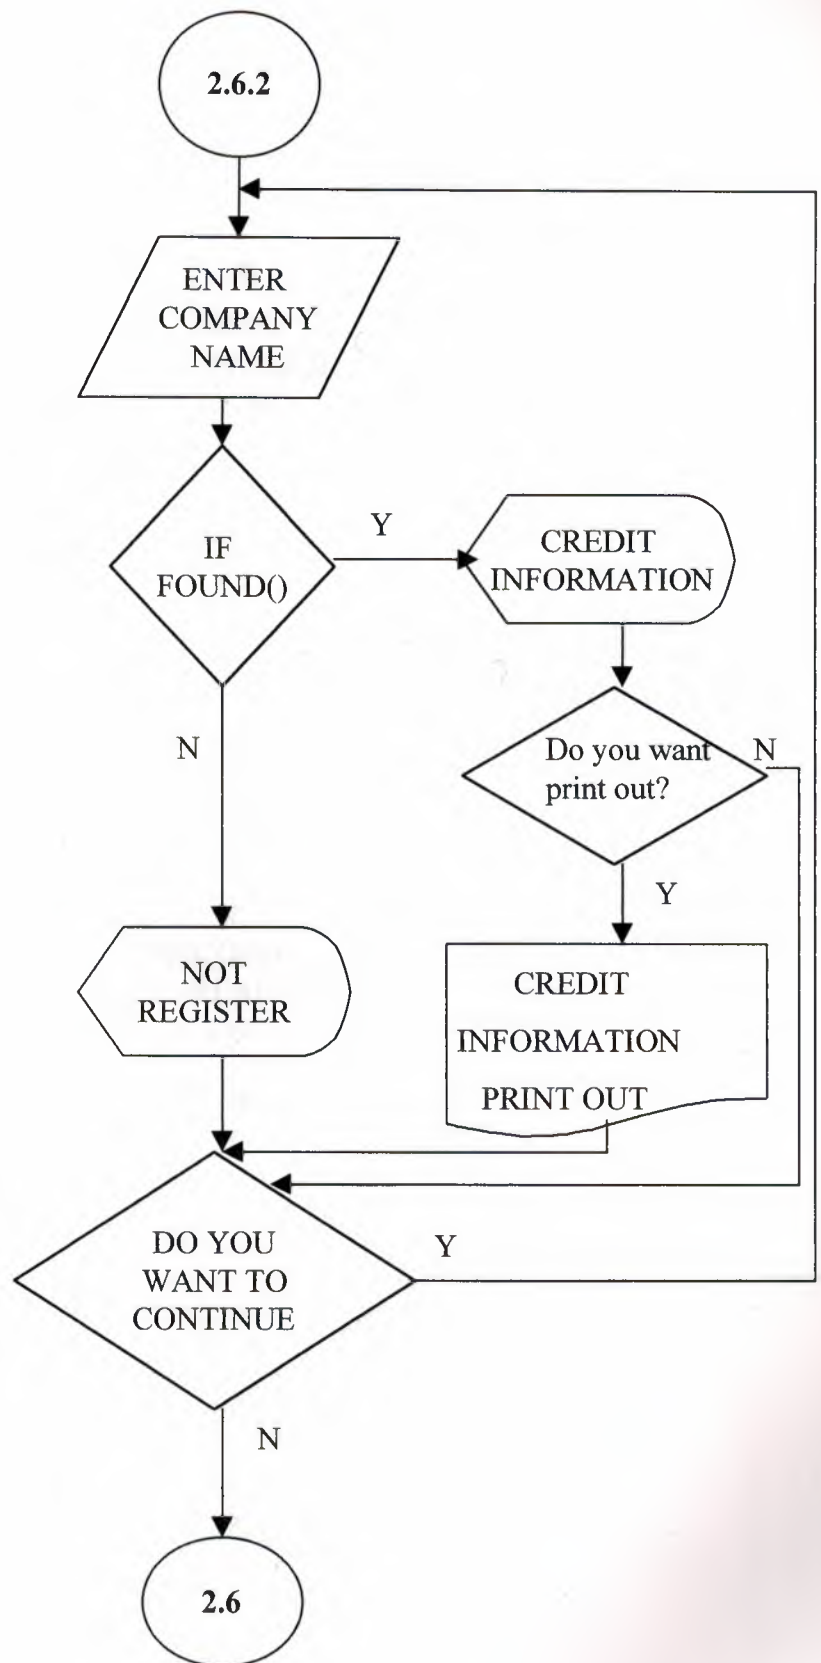 2.6.2
ENTER
COMPANY
NAME
IF
FOUND()
Y
CREDIT
INFORMATION
N
Do you want
print out?
N
Y
NOT
REGISTER
CREDIT
INFORMATION
PRINT OUT
DO YOU
WANT TO
CONTINUE
Y
N
2.6